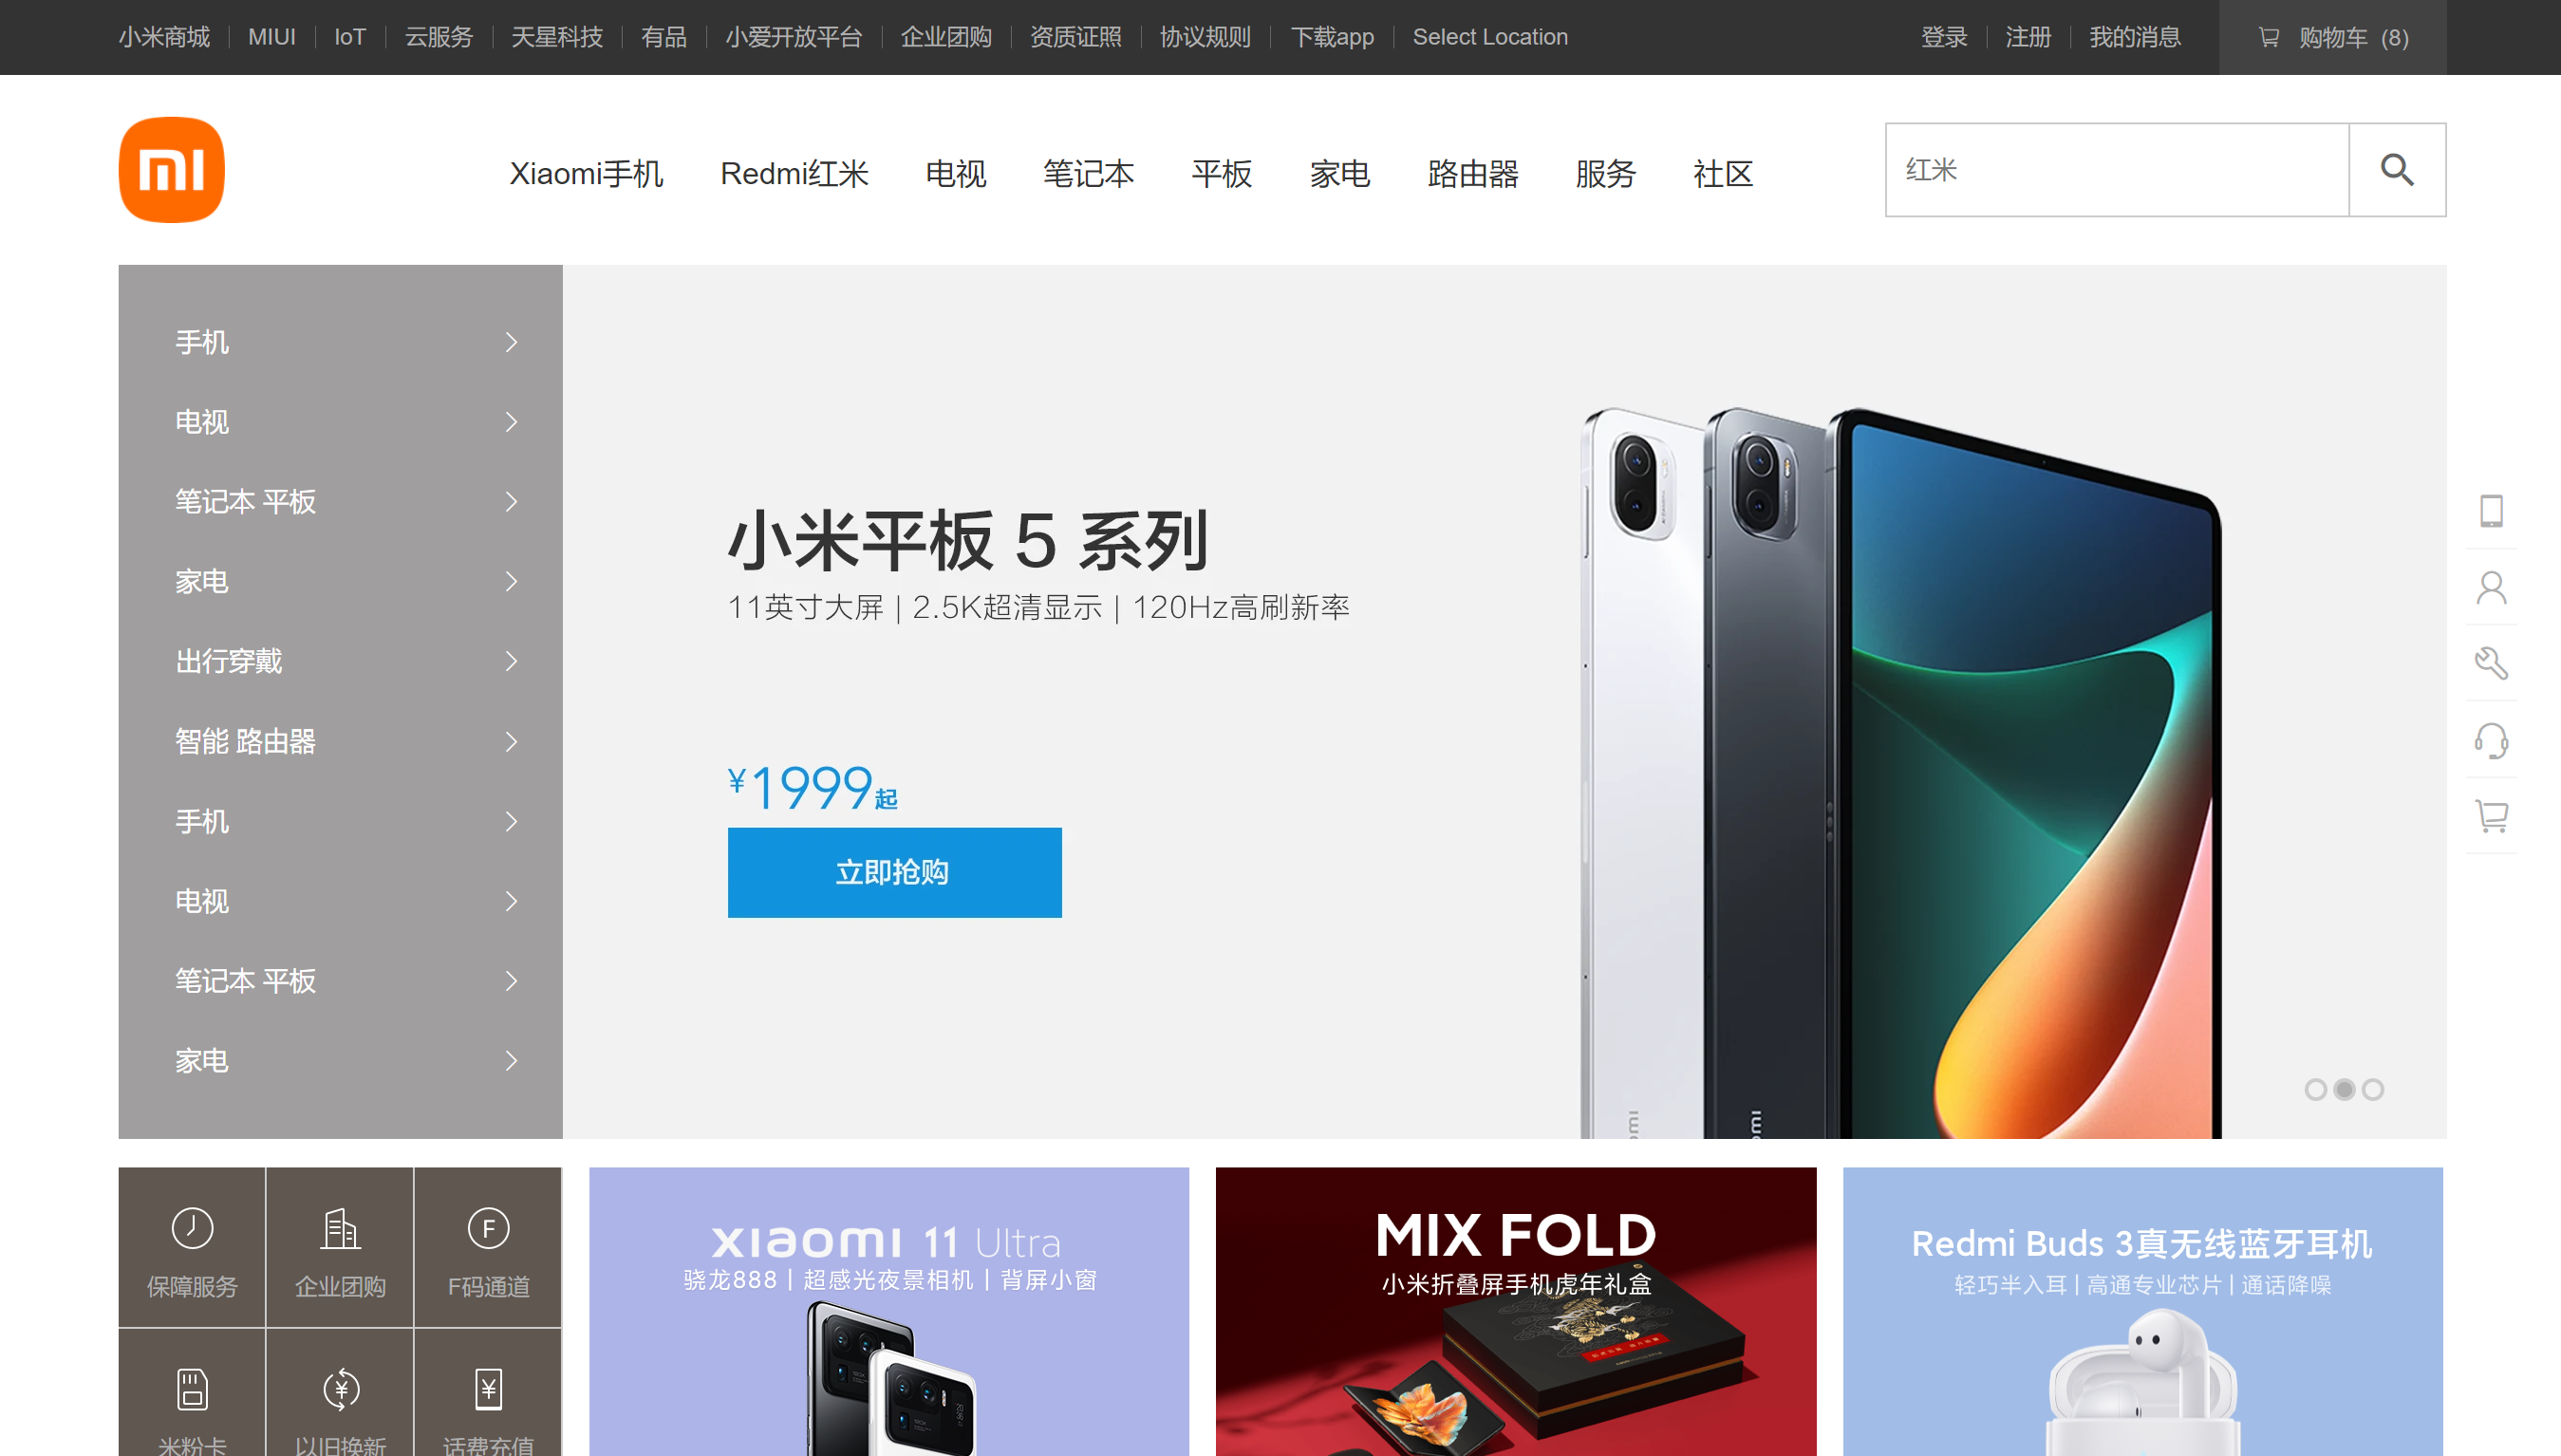 小米商城 MIUI IoT 云服务 天星科技 有品 小爱开放平台 企业团购 资质证照 协议规则 下载app Select Location 登录 注册 我的消息 购物车 (8)
Xiaomi手机 Redmi红米 电视 笔记本 平板 家电 路由器 服务 社区 红米
手机
电视
笔记本 平板
家电
出行穿戴
智能 路由器
手机
电视
笔记本 平板
家电
小米平板 5 系列
11英寸大屏 | 2.5K超清显示 | 120Hz高刷新率
¥1999起
立即抢购
保障服务 企业团购 F码通道
米粉卡 以旧换新 话费充值
xiaomi 11 Ultra
骁龙888 | 超感光夜景相机 | 背屏小窗
MIX FOLD
小米折叠屏手机虎年礼盒
Redmi Buds 3真无线蓝牙耳机
轻巧半入耳 | 高通专业芯片 | 通话降噪